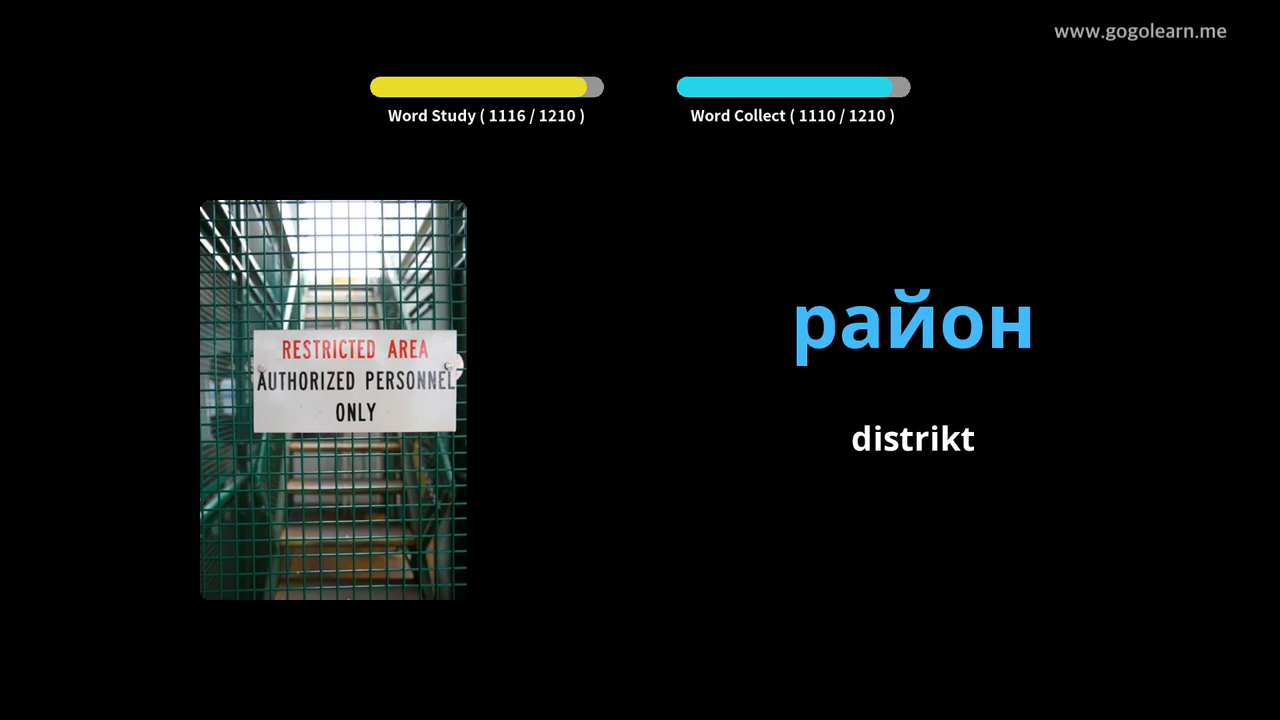 www.gogolearn.me
Word Study ( 1116 / 1210 )
Word Collect ( 1110 / 1210 )
RESTRICTED AREA
AUTHORIZED PERSONNEL
ONLY
район
distrikt